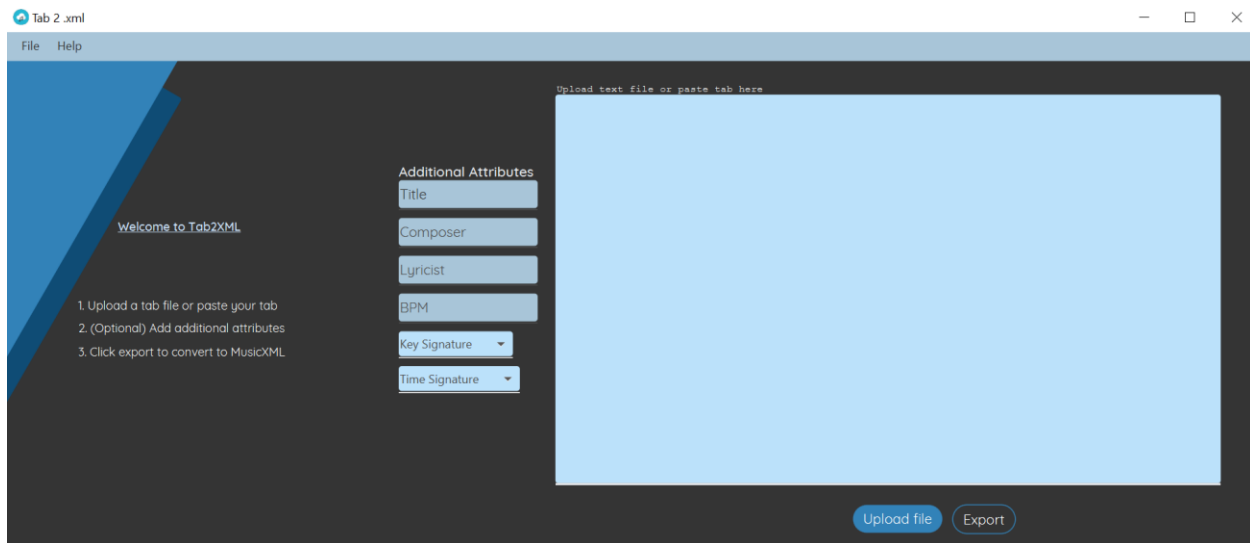 Tab 2 .xml
File Help
Upload text file or paste tab here
Additional Attributes
Title
Composer
Lyricist
BPM
Key Signature
Time Signature
Welcome to Tab2XML
1. Upload a tab file or paste your tab
2. (Optional) Add additional attributes
3. Click export to convert to MusicXML
Upload file
Export